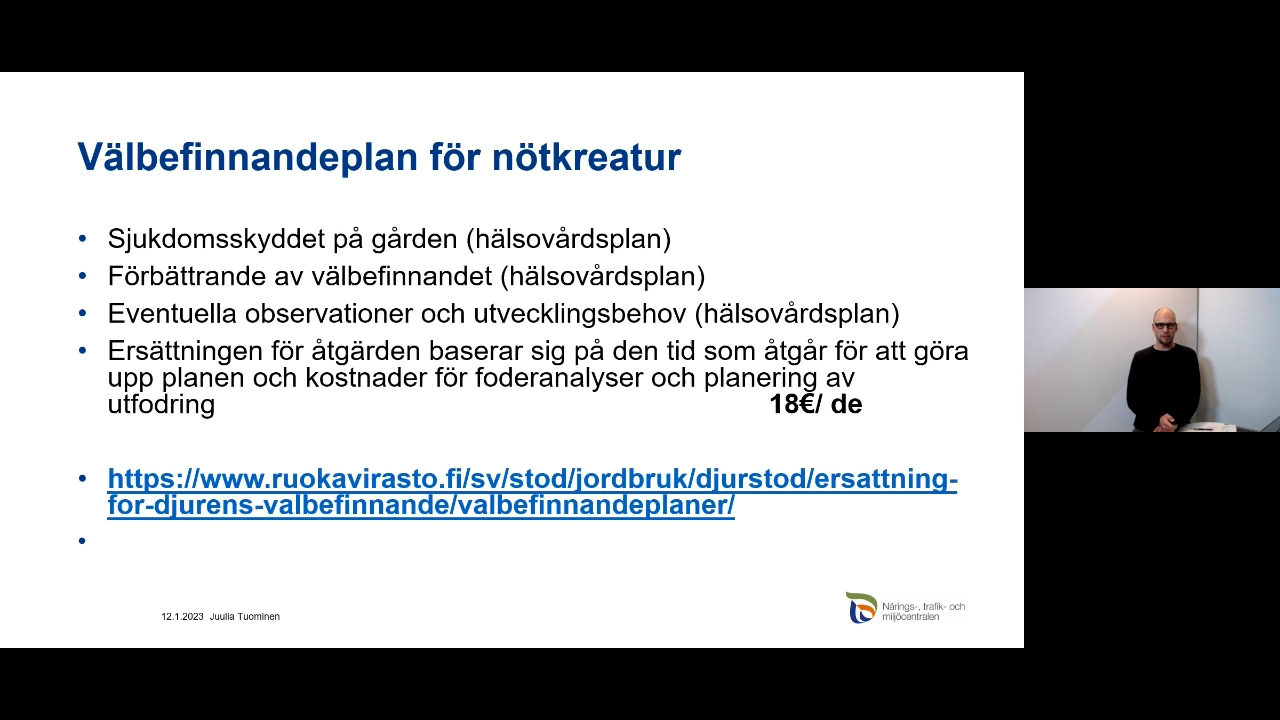 Välbefinnandeplan för nötkreatur
• Sjukdomsskyddet på gården (hälsovårdsplan)
• Förbättrande av välbefinnandet (hälsovårdsplan)
• Eventuella observationer och utvecklingsbehov (hälsovårdsplan)
• Ersättningen för åtgärden baserar sig på den tid som åtgår för att göra
upp planen och kostnader för foderanalyser och planering av
utfodring 18€/ de
• https://www.ruokavirasto.fi/sv/stod/jordbruk/djurstod/ersattning-
for-djurens-valbefinnande/valbefinnandeplaner/
•
12.1.2023 Juulia Tuominen
Närings-, trafik- och
miljöcentralen